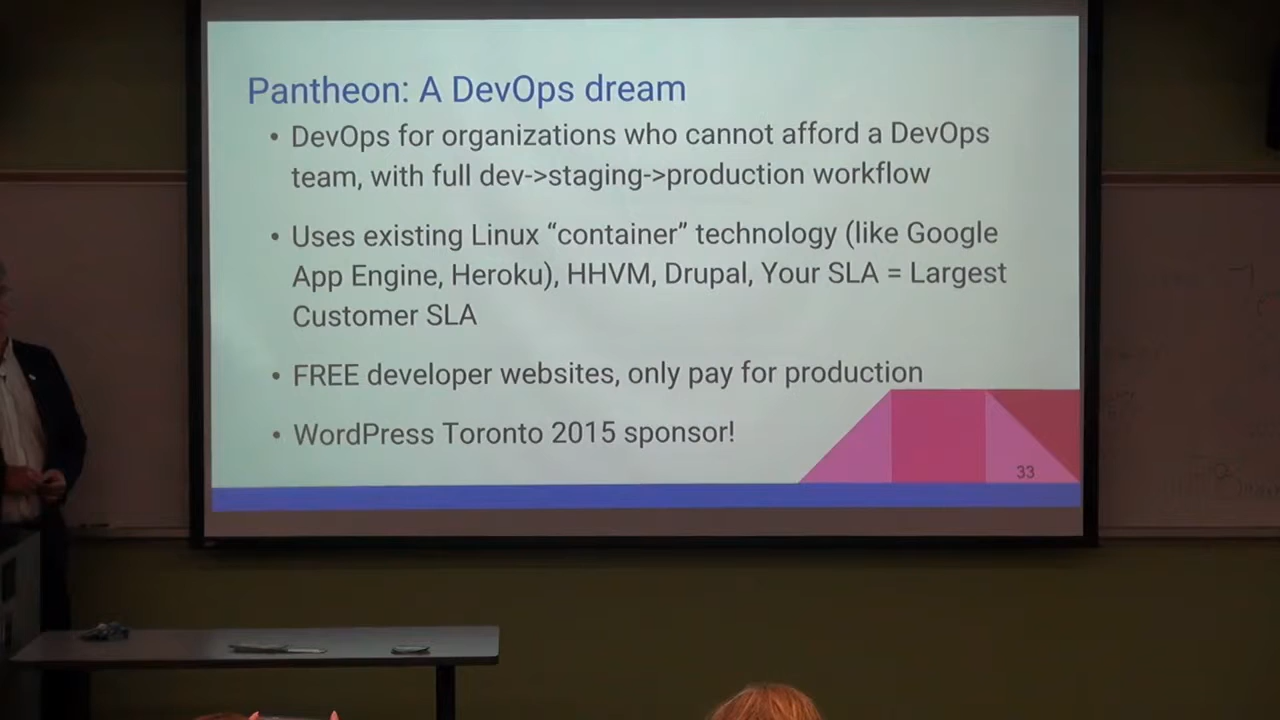 Pantheon: A DevOps dream
• DevOps for organizations who cannot afford a DevOps
team, with full dev->staging->production workflow
• Uses existing Linux “container” technology (like Google
App Engine, Heroku), HHVM, Drupal, Your SLA = Largest
Customer SLA
• FREE developer websites, only pay for production
• WordPress Toronto 2015 sponsor!
33